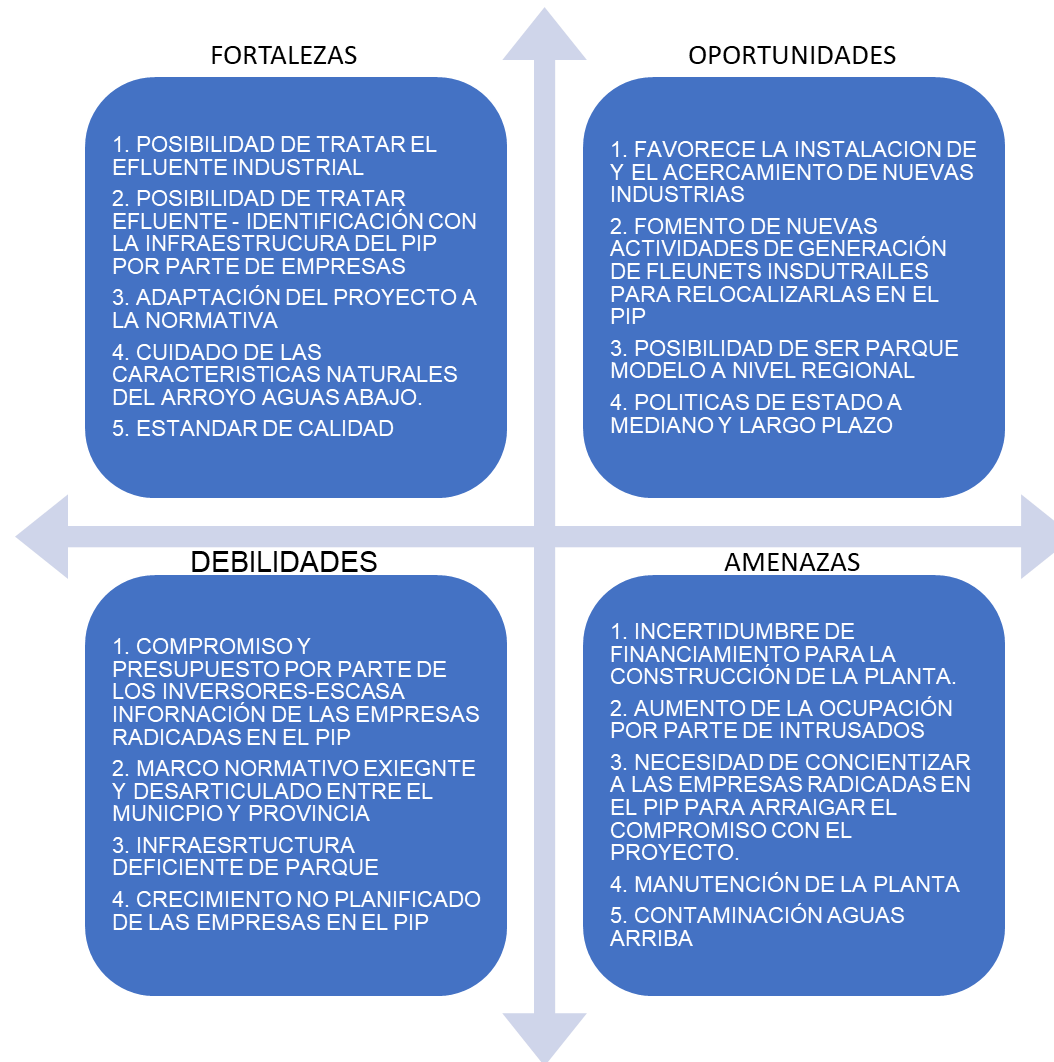 FORTALEZAS
1. POSIBILIDAD DE TRATAR EL
EFLUENTE INDUSTRIAL
2. POSIBILIDAD DE TRATAR
EFLUENTE - IDENTIFICACIÓN CON
LA INFRAESTRUCURA DEL PIP
POR PARTE DE EMPRESAS
3. ADAPTACIÓN DEL PROYECTO A
LA NORMATIVA
4. CUIDADO DE LAS
CARACTERISTICAS NATURALES
DEL ARROYO AGUAS ABAJO.
5. ESTANDAR DE CALIDAD
OPORTUNIDADES
1. FAVORECE LA INSTALACION DE
Y EL ACERCAMIENTO DE NUEVAS
INDUSTRIAS
2. FOMENTO DE NUEVAS
ACTIVIDADES DE GENERACIÓN
DE FLEUNETS INSDUTRAILES
PARA RELOCALIZARLAS EN EL
PIP
3. POSIBILIDAD DE SER PARQUE
MODELO A NIVEL REGIONAL
4. POLITICAS DE ESTADO A
MEDIANO Y LARGO PLAZO
DEBILIDADES
1. COMPROMISO Y
PRESUPUESTO POR PARTE DE
LOS INVERSORES-ESCASA
INFORNACIÓN DE LAS EMPRESAS
RADICADAS EN EL PIP
2. MARCO NORMATIVO EXIEGNTE
Y DESARTICULADO ENTRE EL
MUNICPIO Y PROVINCIA
3. INFRAESRTUCTURA
DEFICIENTE DE PARQUE
4. CRECIMIENTO NO PLANIFICADO
DE LAS EMPRESAS EN EL PIP
AMENAZAS
1. INCERTIDUMBRE DE
FINANCIAMIENTO PARA LA
CONSTRUCCIÓN DE LA PLANTA.
2. AUMENTO DE LA OCUPACIÓN
POR PARTE DE INTRUSADOS
3. NECESIDAD DE CONCIENTIZAR
A LAS EMPRESAS RADICADAS EN
EL PIP PARA ARRAIGAR EL
COMPROMISO CON EL
PROYECTO.
4. MANUTENCIÓN DE LA PLANTA
5. CONTAMINACIÓN AGUAS
ARRIBA